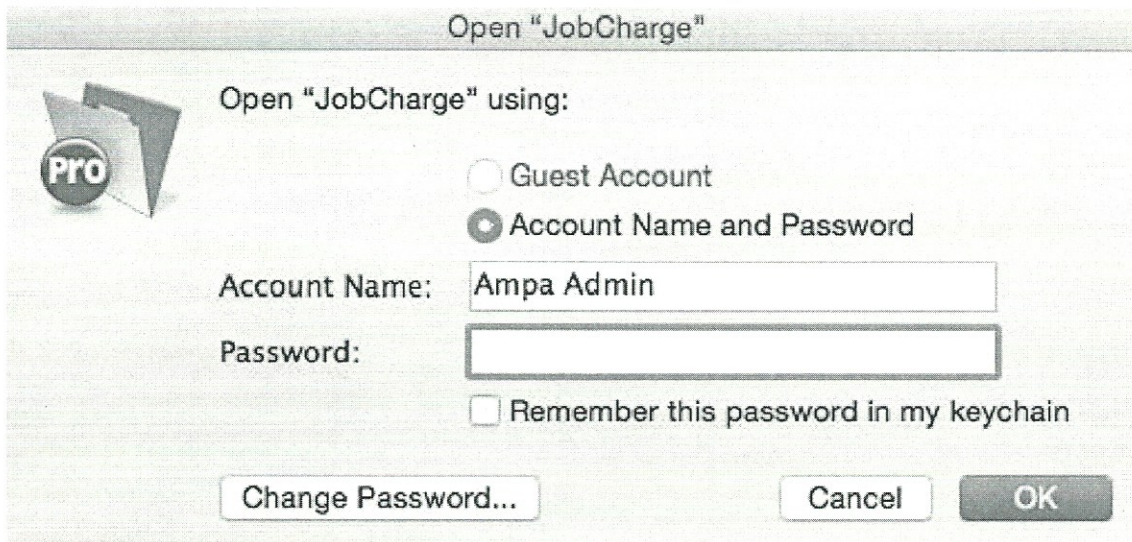 Open “JobCharge”
Open “JobCharge” using:
Pro
Guest Account
Account Name and Password
Account Name: Ampa Admin
Password:
Remember this password in my keychain
Change Password... Cancel OK